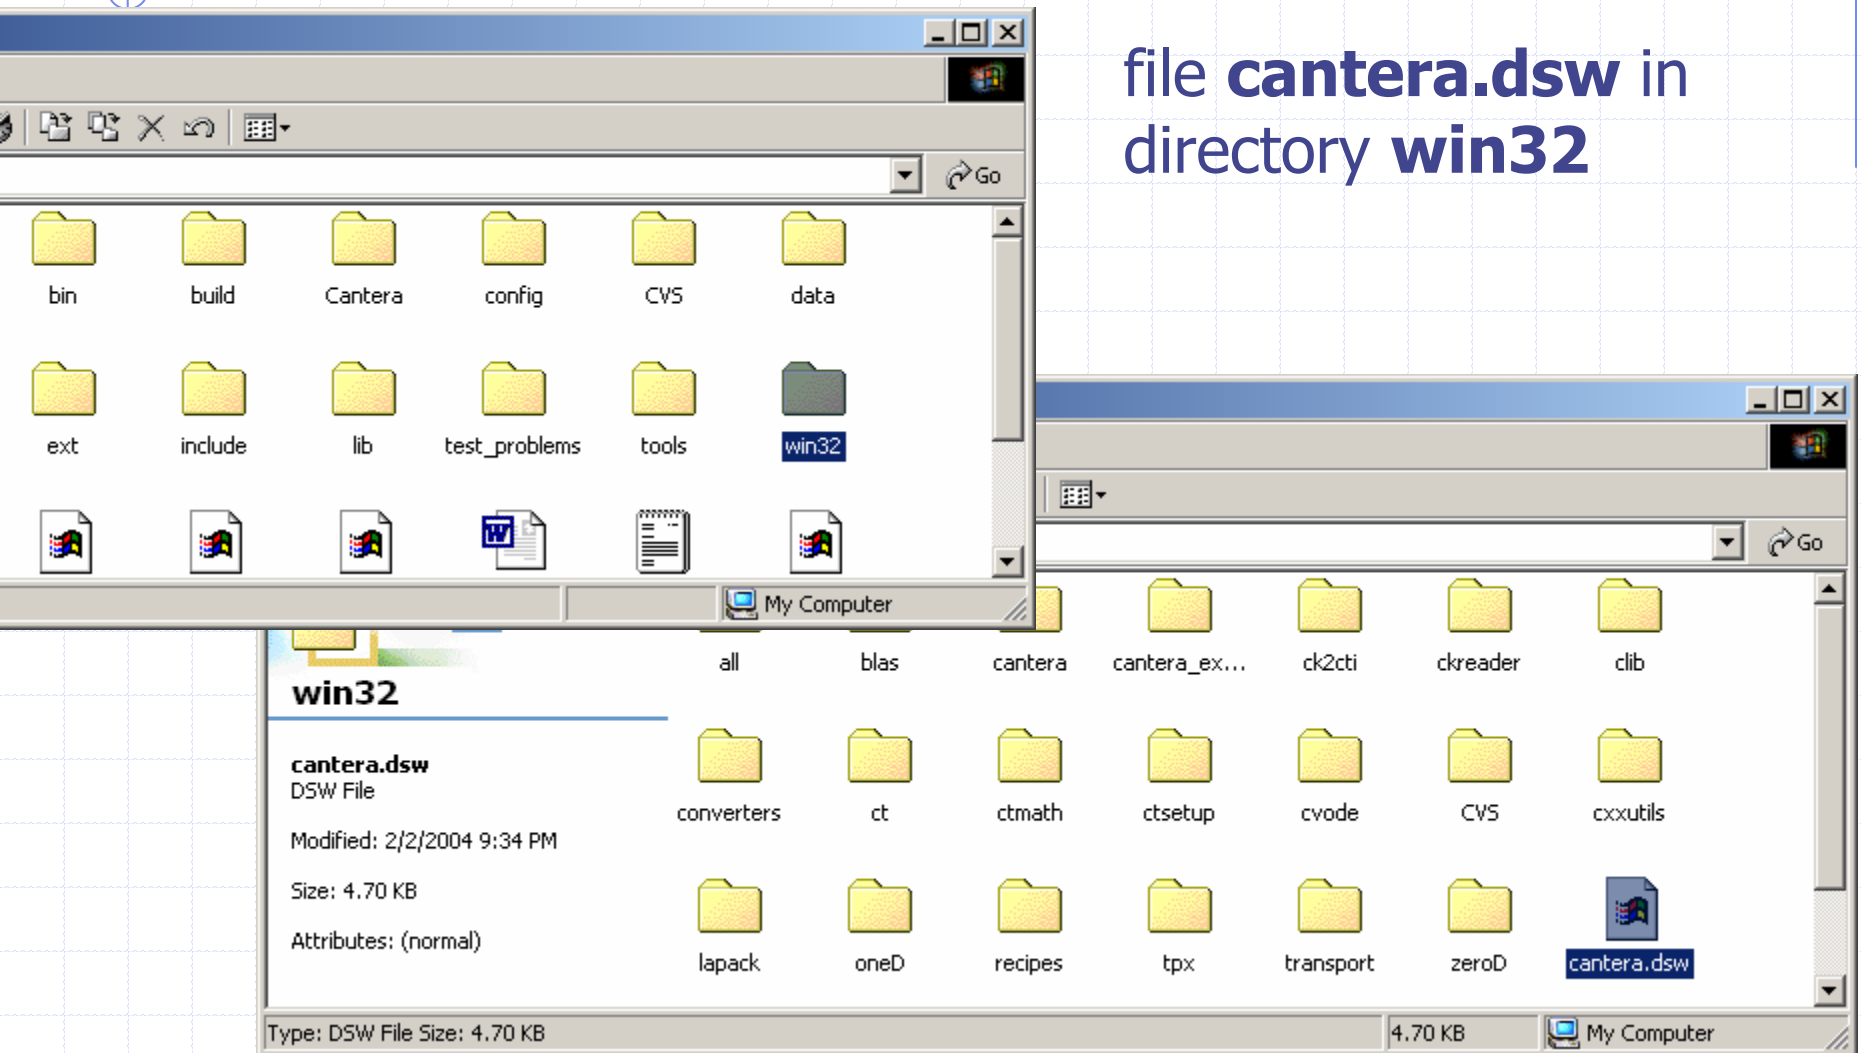 file cantera.dsw in
directory win32
Go
bin build Cantera config CVS data
ext include lib test_problems tools win32
My Computer
Go
all blas cantera cantera_ex... ck2cti ckreader clib
win32
cantera.dsw
DSW File
Modified: 2/2/2004 9:34 PM
Size: 4.70 KB
Attributes: (normal)
converters ct ctmath ctsetup cvode CVS cxxutils
lapack oneD recipes tpx transport zeroD cantera.dsw
Type: DSW File Size: 4.70 KB
4.70 KB
My Computer